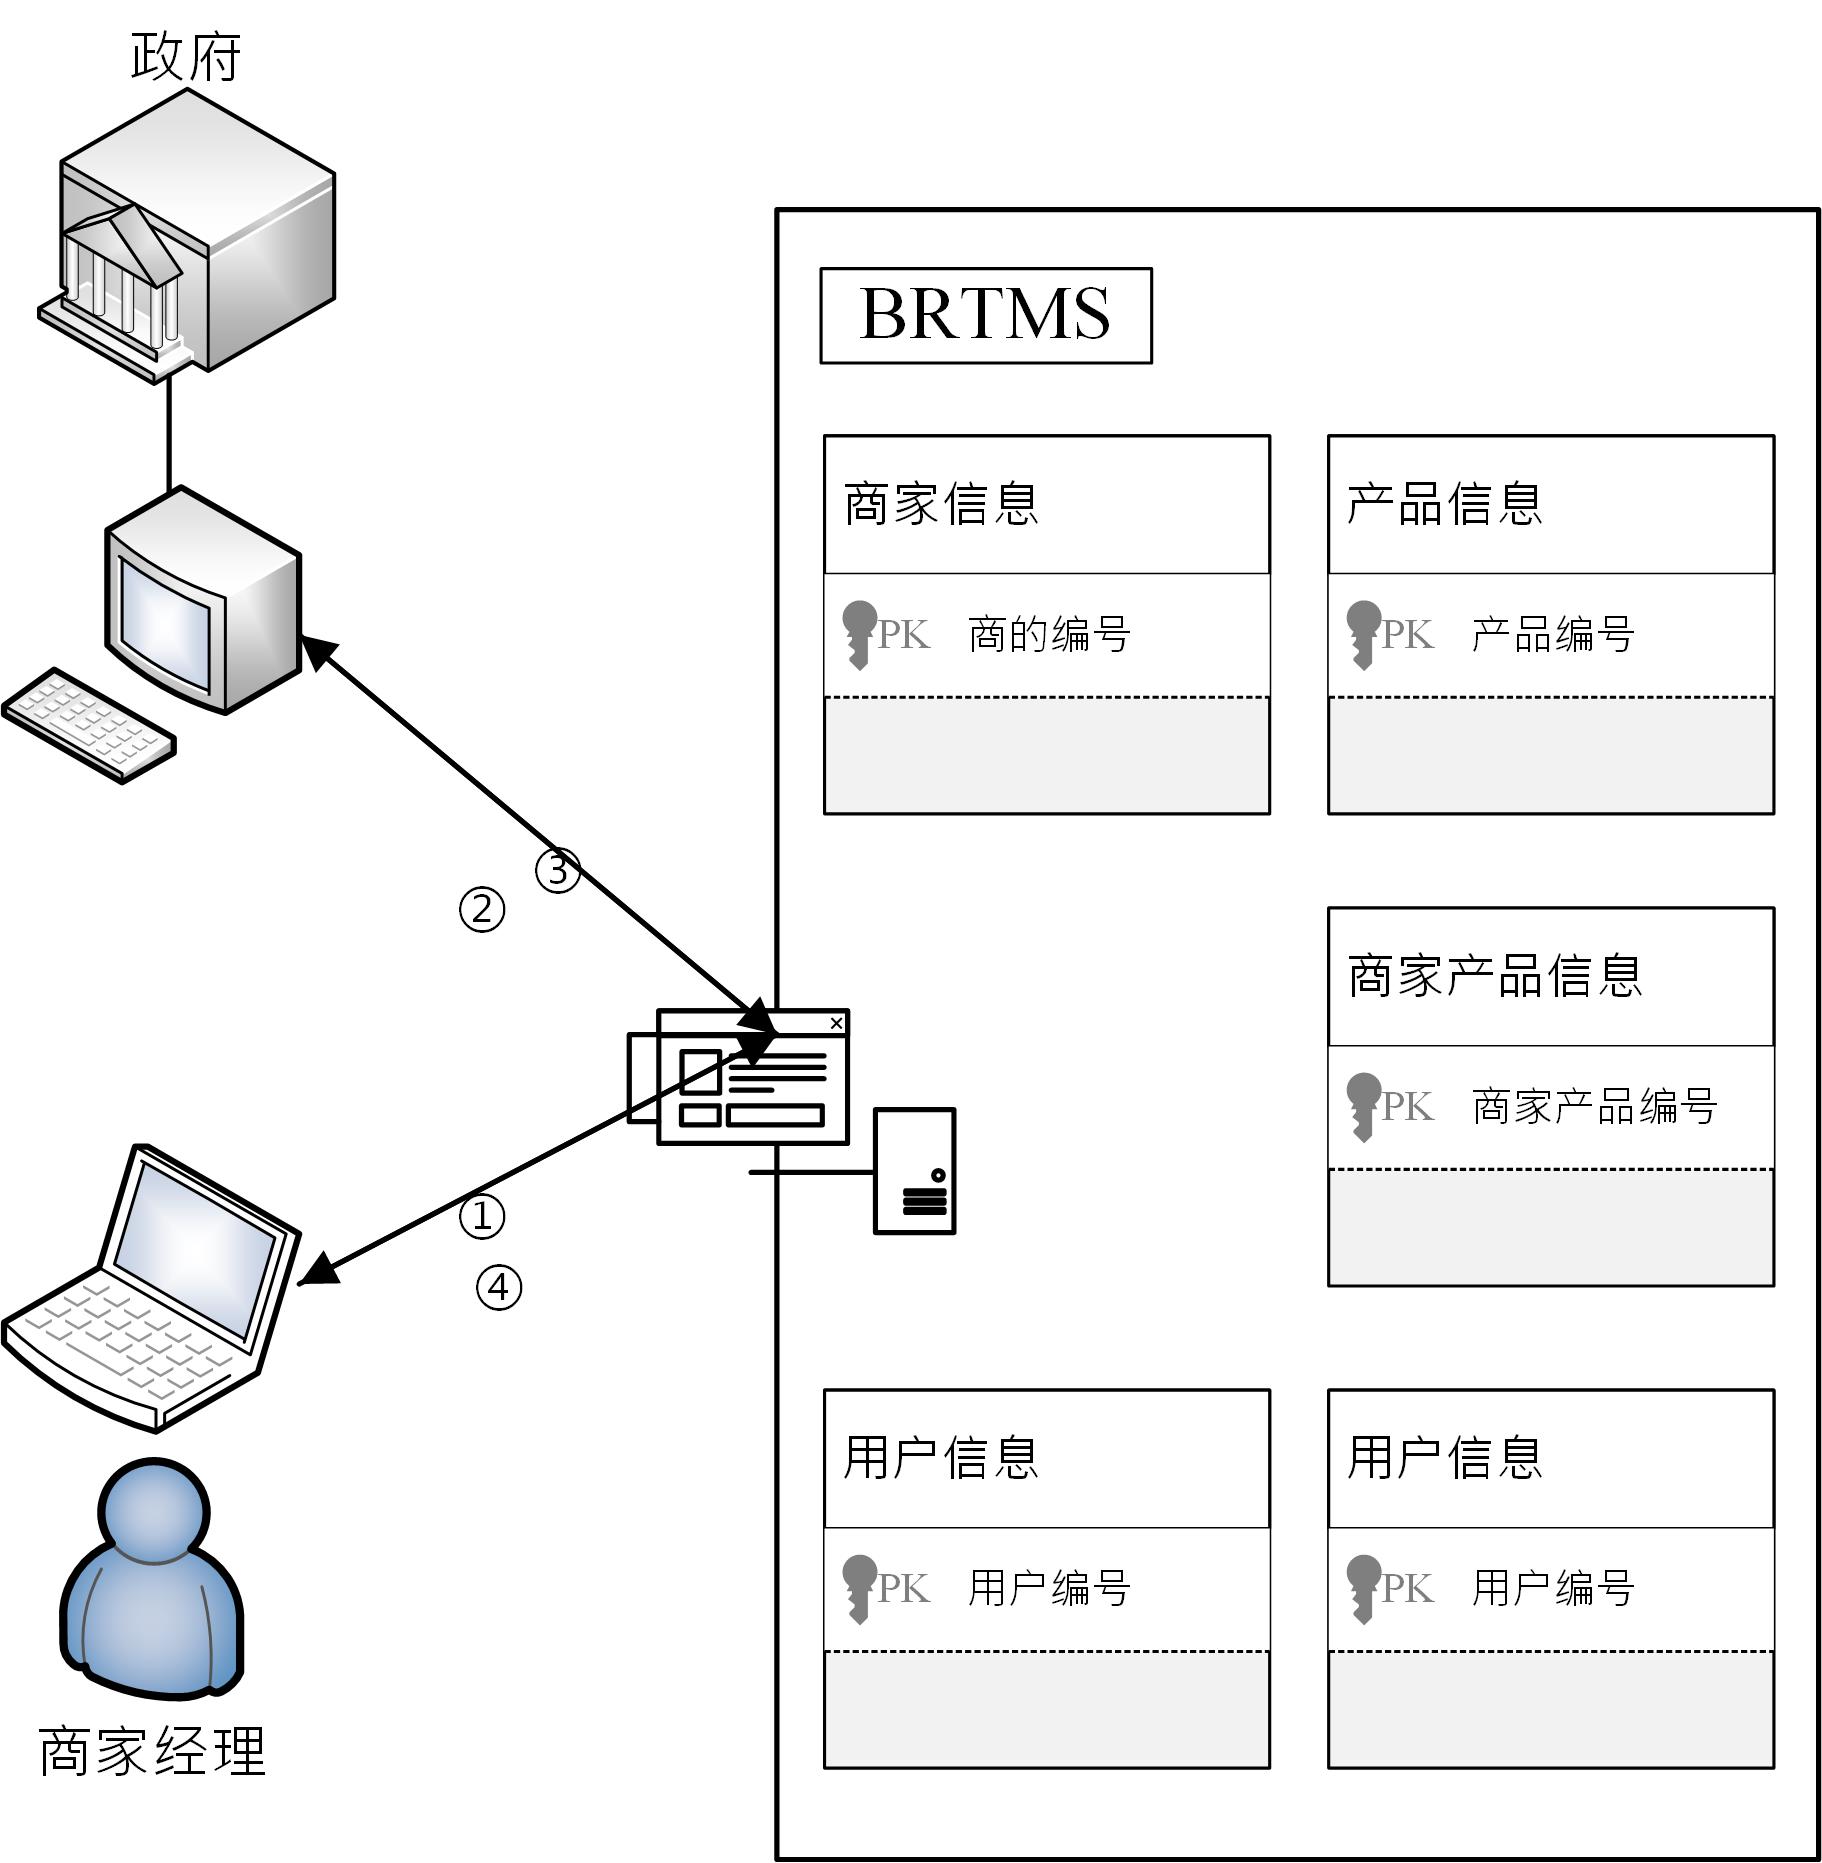 政府
BRTMS
商家信息
产品信息
PK 商的编号
PK 产品编号
③
②
商家产品信息
PK 商家产品编号
①
④
用户信息
用户信息
PK 用户编号
PK 用户编号
商家经理